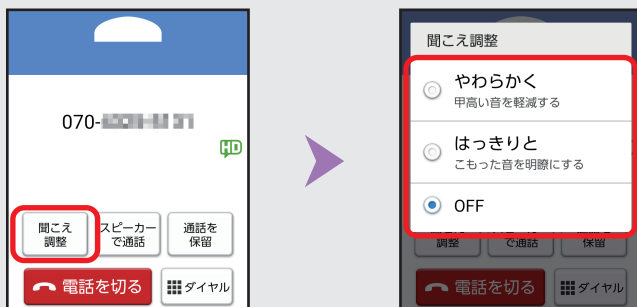 070-
HD
聞こえ
調整
スピーカー
で通話
通話を
保留
電話を切る
ダイヤル
聞こえ調整
やわらかく
甲高い音を軽減する
はっきりと
こもった音を明瞭にする
OFF
調整
で通話
保留
電話を切る
ダイヤル